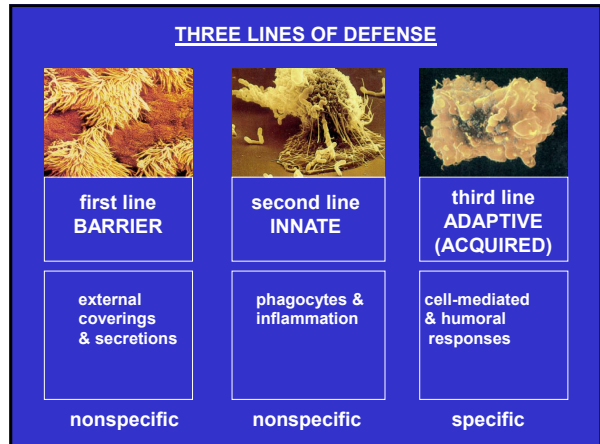 THREE LINES OF DEFENSE
first line
BARRIER
second line
INNATE
third line
ADAPTIVE
(ACQUIRED)
external
coverings
& secretions
phagocytes &
inflammation
cell-mediated
& humoral
responses
nonspecific
nonspecific
specific